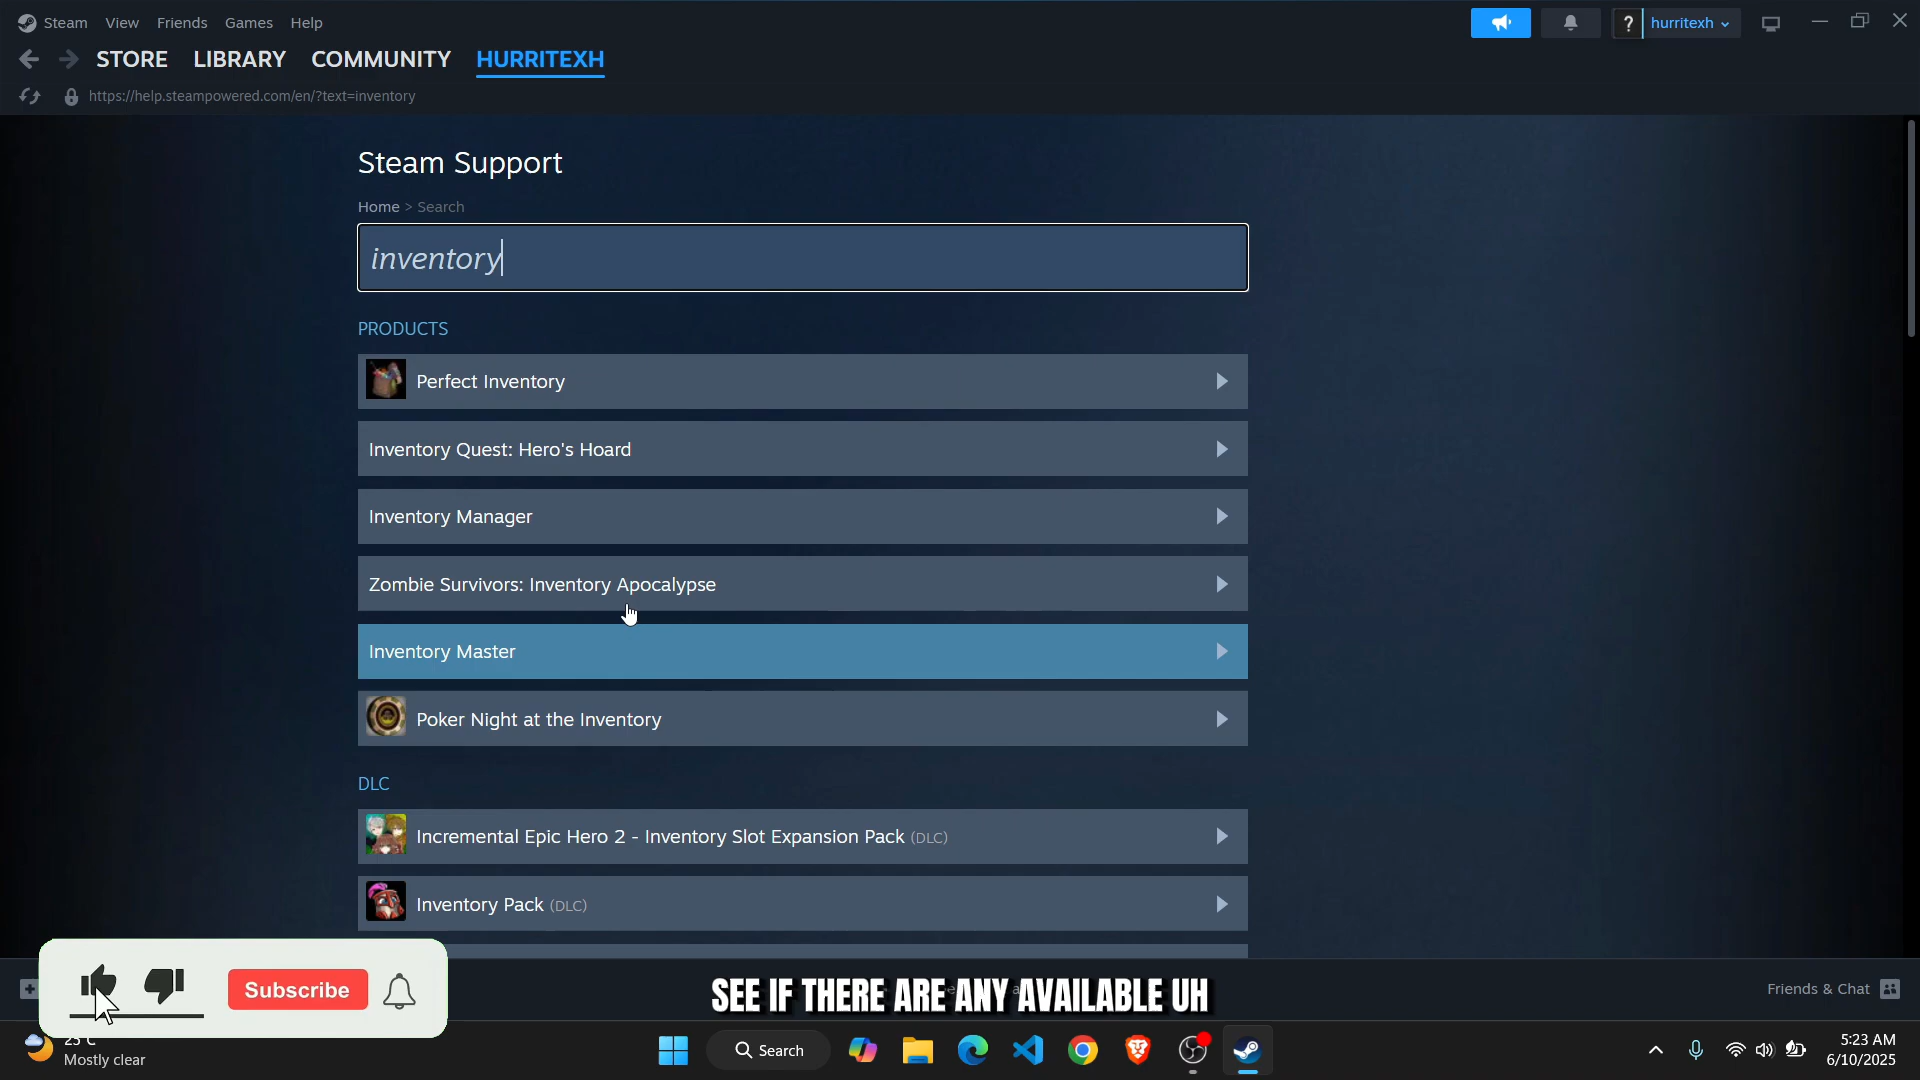 Steam View Friends Games Help
? hurritexh
STORE LIBRARY COMMUNITY HURRITEXH
https://help.steampowered.com/en/?text=inventory
Steam Support
Home > Search
inventory
PRODUCTS
Perfect Inventory
Inventory Quest: Hero's Hoard
Inventory Manager
Zombie Survivors: Inventory Apocalypse
Inventory Master
Poker Night at the Inventory
DLC
Incremental Epic Hero 2 - Inventory Slot Expansion Pack (DLC)
Inventory Pack (DLC)
Subscribe
SEE IF THERE ARE ANY AVAILABLE UH
Friends & Chat
25°C
Mostly clear
Search
5:23 AM
6/10/2025